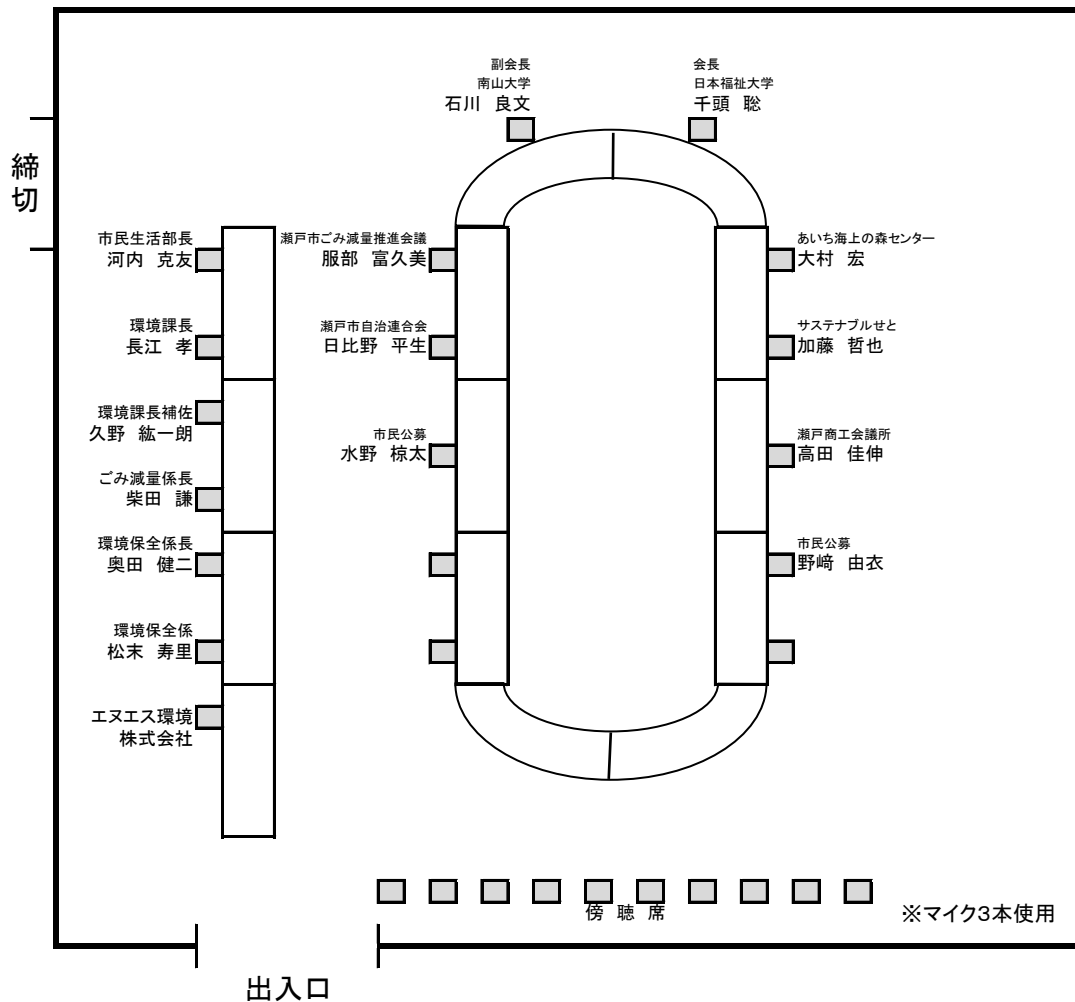 副会長
南山大学
石川 良文
会長
日本福祉大学
千頭 聡
締切
市民生活部長
河内 克友
環境課長
長江 孝
環境課長補佐
久野 紘一朗
ごみ減量係長
柴田 謙
環境保全係長
奥田 健二
環境保全係
松末 寿里
エヌエス環境
株式会社
瀬戸市ごみ減量推進会議
服部 富久美
瀬戸市自治連合会
日比野 平生
市民公募
水野 椋太
あいち海上の森センター
大村 宏
サステナブルせと
加藤 哲也
瀬戸商工会議所
高田 佳伸
市民公募
野﨑 由衣
傍 聴 席
※マイク3本使用
出入口